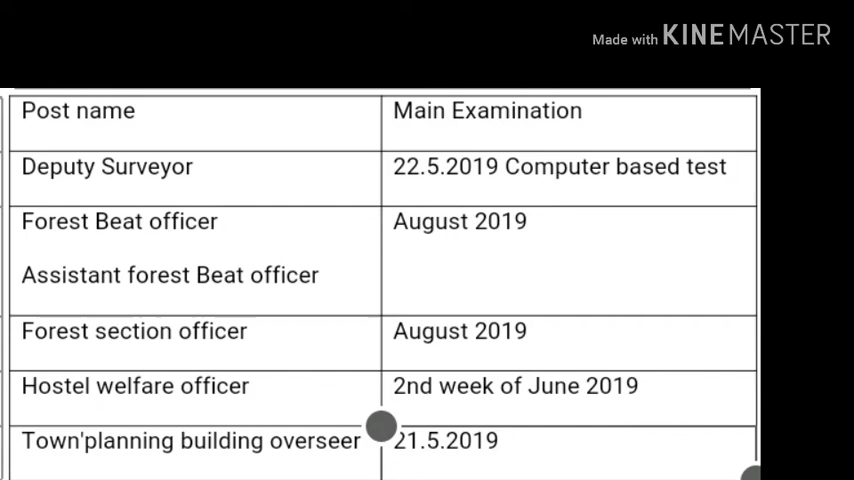 Made with KINEMASTER
Post name Main Examination
Deputy Surveyor 22.5.2019 Computer based test
Forest Beat officer August 2019
Assistant forest Beat officer
Forest section officer August 2019
Hostel welfare officer 2nd week of June 2019
Town'planning building overseer 21.5.2019